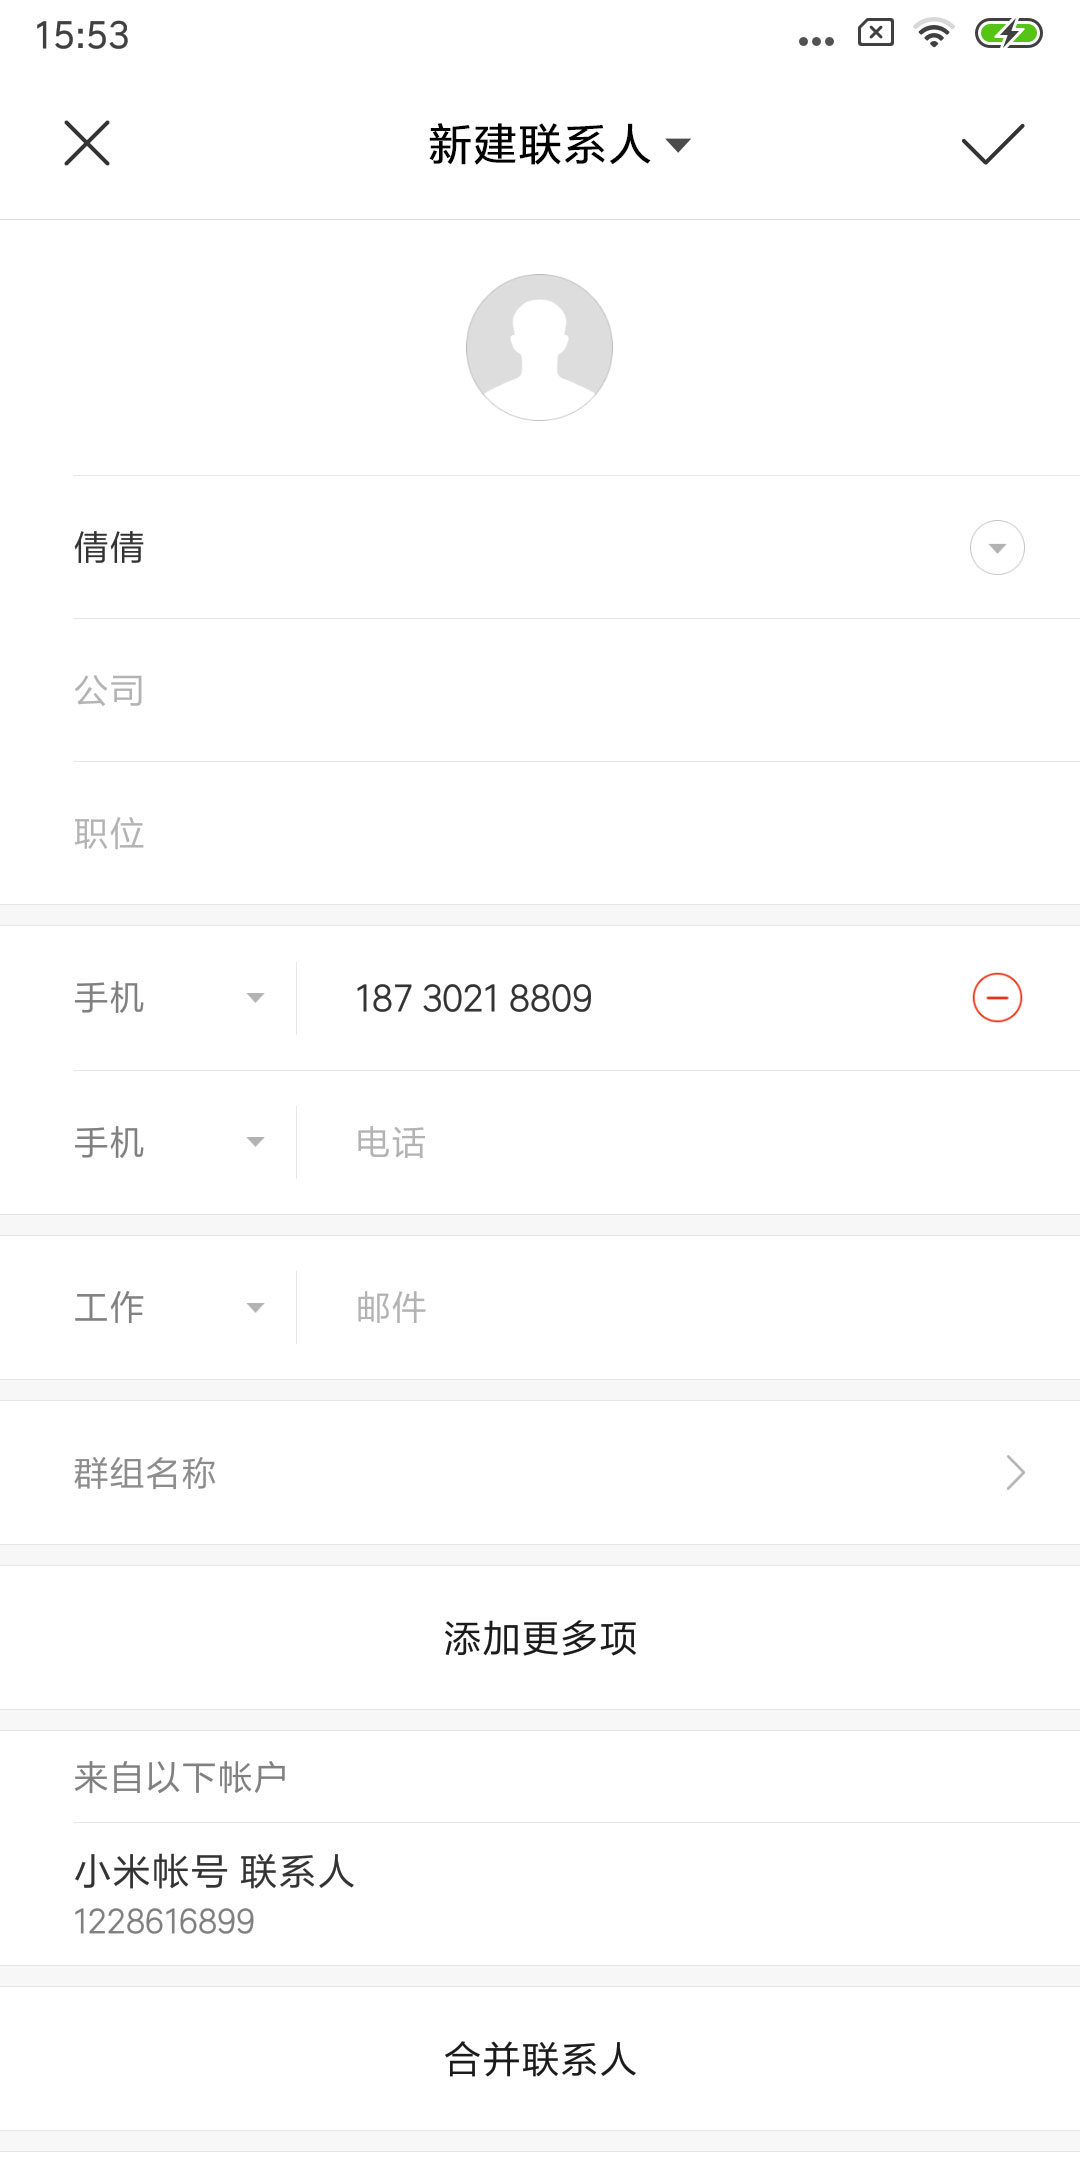 15:53
新建联系人
倩倩
公司
职位
手机 187 3021 8809
手机 电话
工作 邮件
群组名称
添加更多项
来自以下帐户
小米帐号 联系人
1228616899
合并联系人